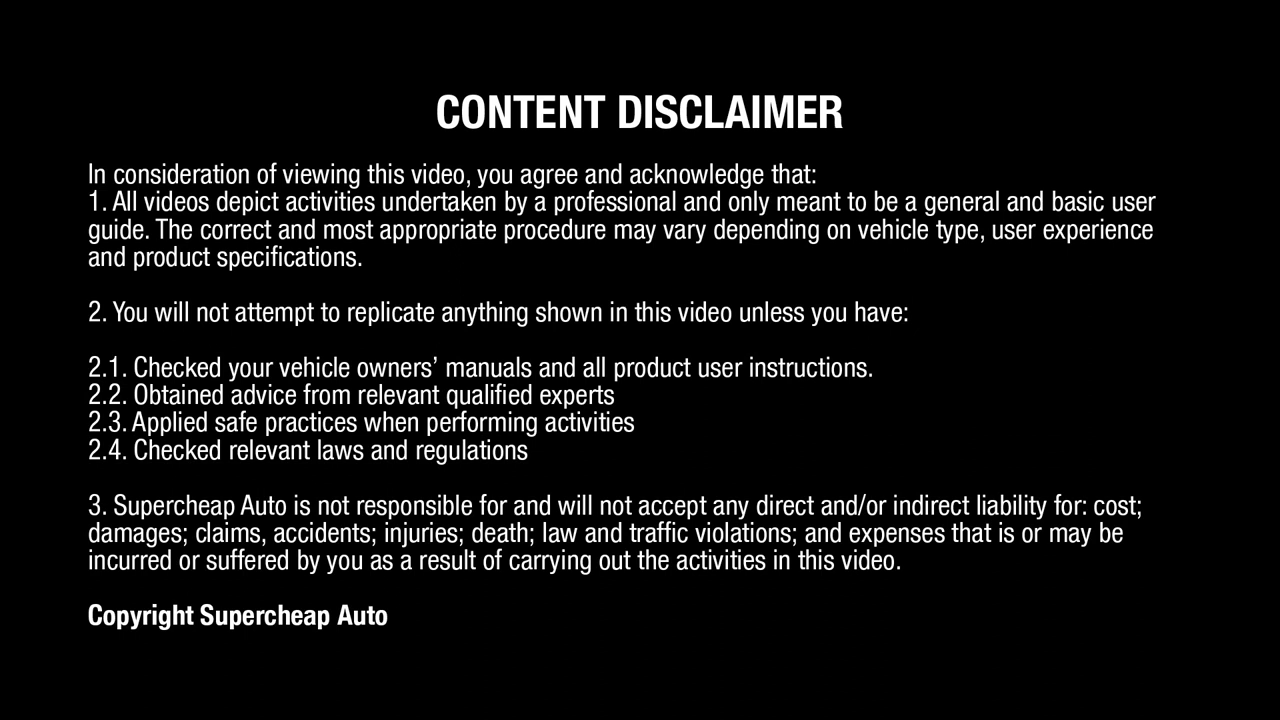 CONTENT DISCLAIMER
In consideration of viewing this video, you agree and acknowledge that:
1. All videos depict activities undertaken by a professional and only meant to be a general and basic user
guide. The correct and most appropriate procedure may vary depending on vehicle type, user experience
and product specifications.
2. You will not attempt to replicate anything shown in this video unless you have:
2.1. Checked your vehicle owners’ manuals and all product user instructions.
2.2. Obtained advice from relevant qualified experts
2.3. Applied safe practices when performing activities
2.4. Checked relevant laws and regulations
3. Supercheap Auto is not responsible for and will not accept any direct and/or indirect liability for: cost;
damages; claims, accidents; injuries; death; law and traffic violations; and expenses that is or may be
incurred or suffered by you as a result of carrying out the activities in this video.
Copyright Supercheap Auto